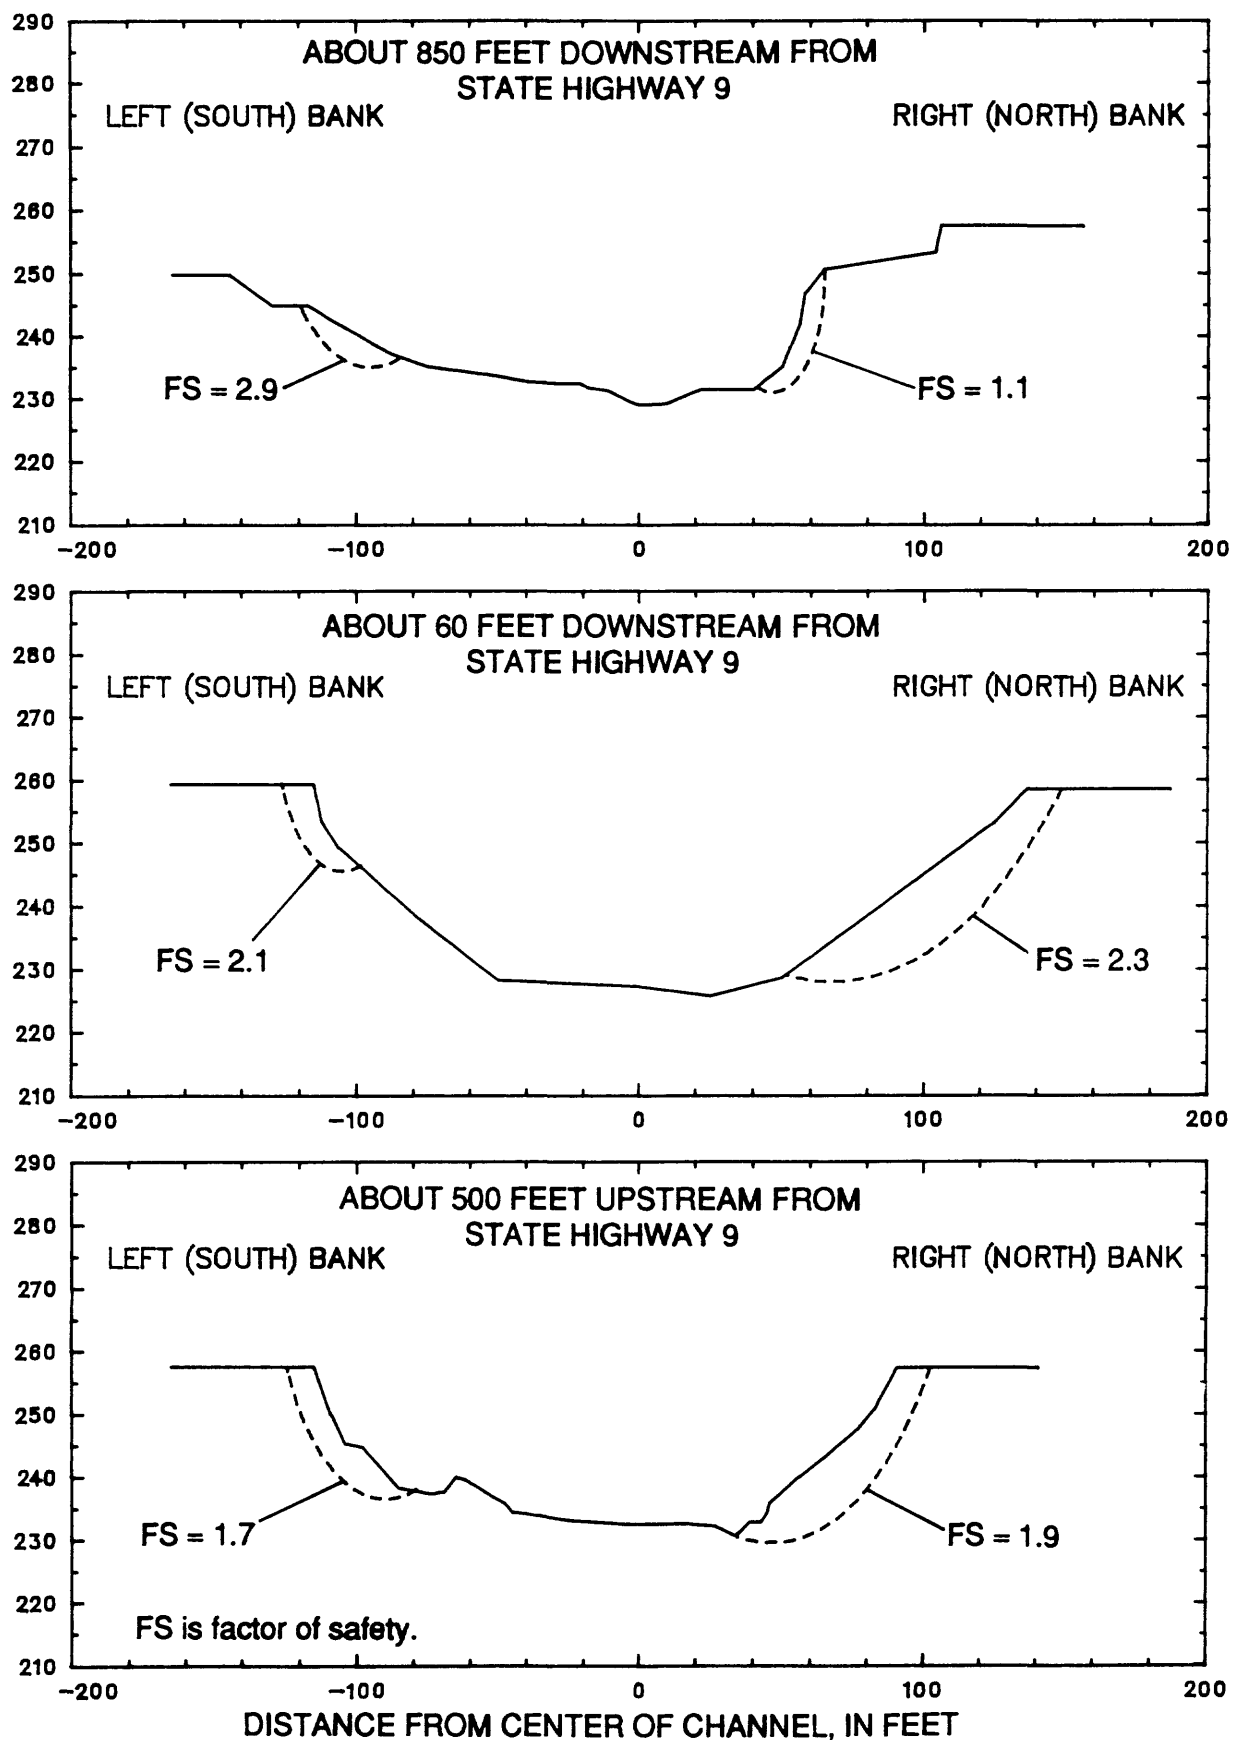 290
ABOUT 850 FEET DOWNSTREAM FROM
STATE HIGHWAY 9
280
LEFT (SOUTH) BANK
RIGHT (NORTH) BANK
270
260
250
240
FS = 2.9
FS = 1.1
230
220
210
−200
−100
0
100
200
290
ABOUT 60 FEET DOWNSTREAM FROM
STATE HIGHWAY 9
280
LEFT (SOUTH) BANK
RIGHT (NORTH) BANK
270
260
250
240
FS = 2.1
FS = 2.3
230
220
210
−200
−100
0
100
200
290
ABOUT 500 FEET UPSTREAM FROM
STATE HIGHWAY 9
280
LEFT (SOUTH) BANK
RIGHT (NORTH) BANK
270
260
250
240
FS = 1.7
FS = 1.9
230
220
FS is factor of safety.
210
−200
−100
0
100
200
DISTANCE FROM CENTER OF CHANNEL, IN FEET